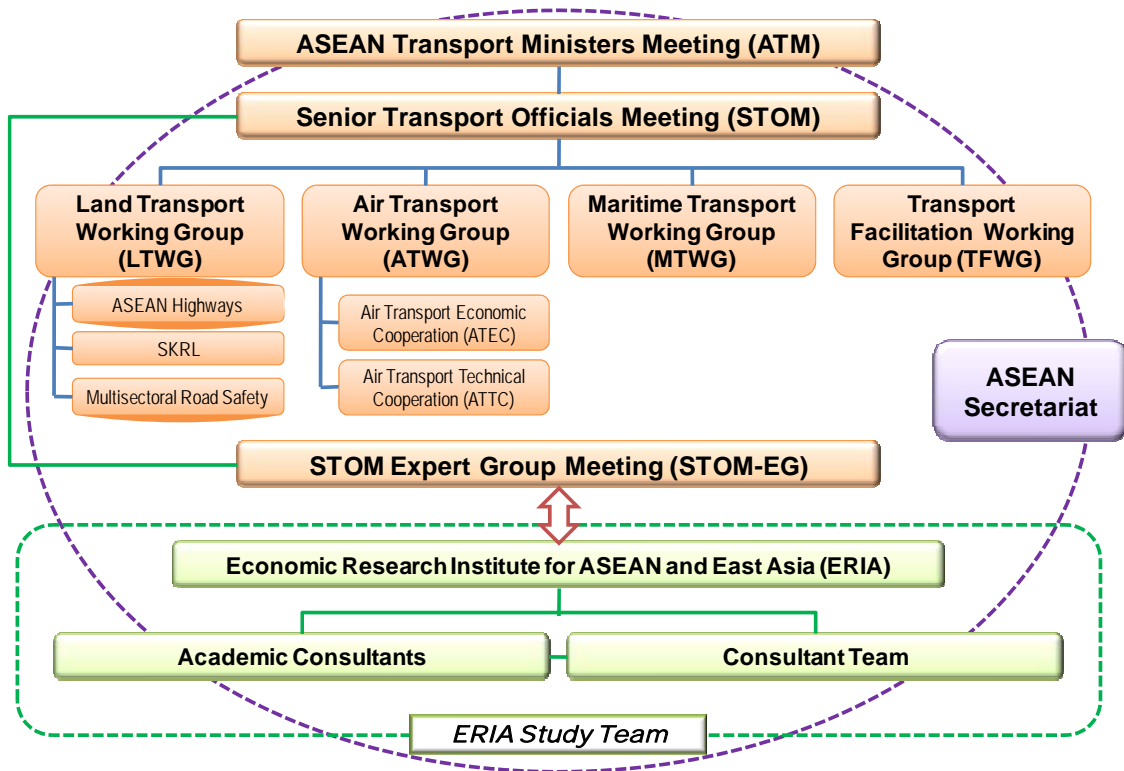 ASEAN Transport Ministers Meeting (ATM)
Senior Transport Officials Meeting (STOM)
Land Transport
Working Group
(LTWG)
Air Transport
Working Group
(ATWG)
Maritime Transport
Working Group
(MTWG)
Transport
Facilitation Working
Group (TFWG)
ASEAN Highways
SKRL
Multisectoral Road Safety
Air Transport Economic
Cooperation (ATEC)
Air Transport Technical
Cooperation (ATTC)
ASEAN
Secretariat
STOM Expert Group Meeting (STOM-EG)
Economic Research Institute for ASEAN and East Asia (ERIA)
Academic Consultants
Consultant Team
ERIA Study Team